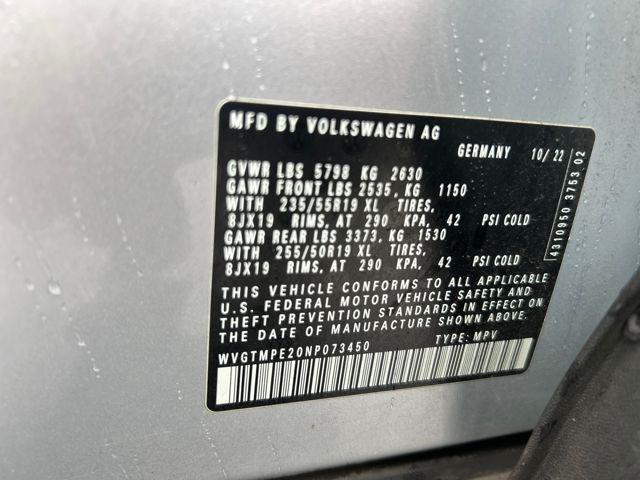 MFD BY VOLKSWAGEN AG
GERMANY 10/ 22
GVWR LBS 5798 KG 2630
GAWR FRONT LBS 2535, KG 1150
WITH 235/55R19 XL TIRES,
8JX19 RIMS, AT 290 KPA, 42 PSI COLD
GAWR REAR LBS 3373, KG 1530
WITH 255/50R19 XL TIRES,
8JX19 RIMS, AT 290 KPA, 42 PSI COLD
THIS VEHICLE CONFORMS TO ALL APPLICABLE
U.S. FEDERAL MOTOR VEHICLE SAFETY AND
THEFT PREVENTION STANDARDS IN EFFECT ON
THE DATE OF MANUFACTURE SHOWN ABOVE.
WVGTMPE20NP073450 TYPE: MPV
4310950 3753 02